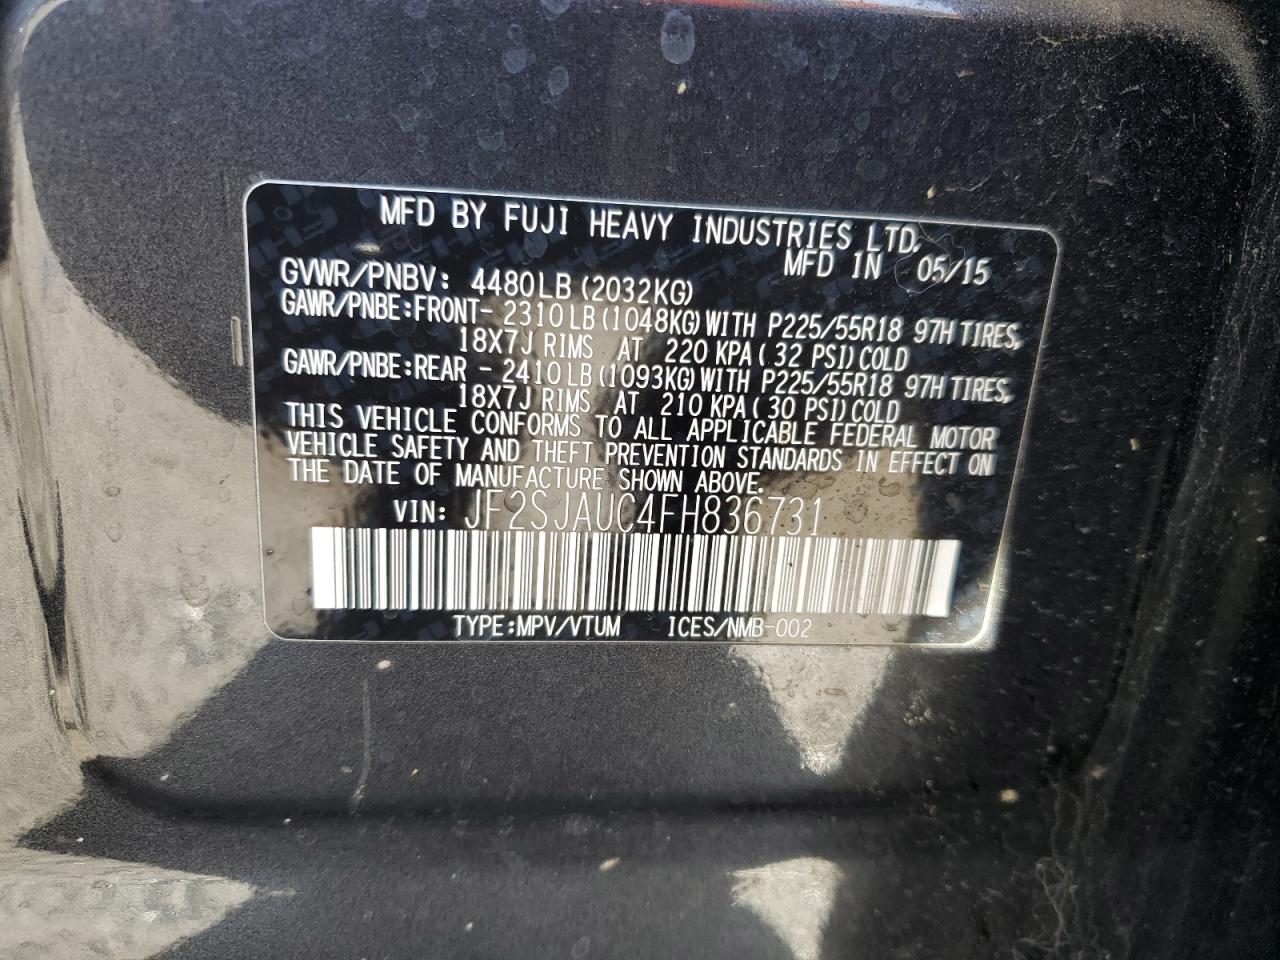 MFD BY FUJI HEAVY INDUSTRIES LTD.
MFD IN 05/15
GVWR/PNBV: 4480LB (2032KG)
GAWR/PNBE:FRONT- 2310LB (1048KG) WITH P225/55R18 97H TIRES,
18X7J RIMS AT 220 KPA ( 32 PSI) COLD
GAWR/PNBE:REAR - 2410LB (1093KG) WITH P225/55R18 97H TIRES,
18X7J RIMS AT 210 KPA ( 30 PSI) COLD
THIS VEHICLE CONFORMS TO ALL APPLICABLE FEDERAL MOTOR
VEHICLE SAFETY AND THEFT PREVENTION STANDARDS IN EFFECT ON
THE DATE OF MANUFACTURE SHOWN ABOVE.
VIN: JF2SJAUC4FH836731
TYPE:MPV/VTUM ICES/NMB-002